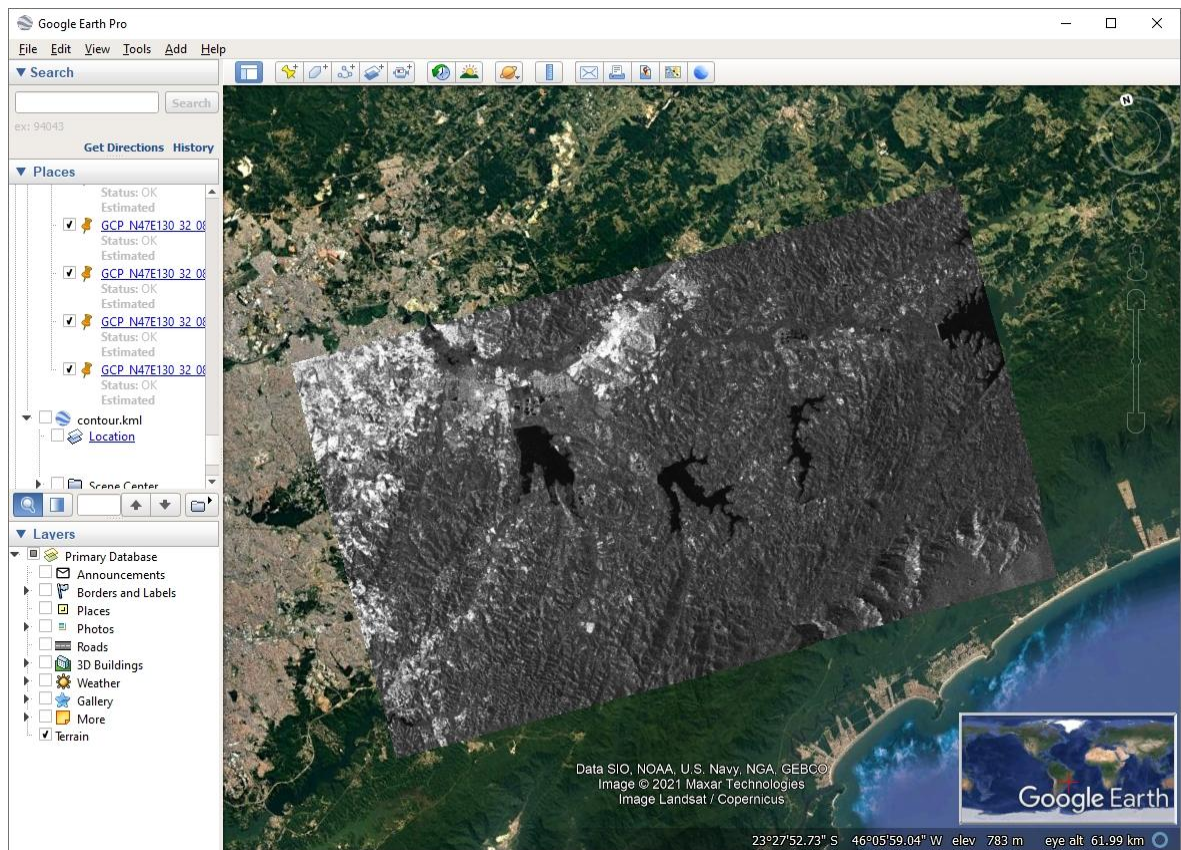 Google Earth Pro
File Edit View Tools Add Help
Search
Search
ex: 94043
Get Directions History
Places
Status: OK
Estimated
GCP_N47E130_32_08
Status: OK
Estimated
GCP_N47E130_32_08
Status: OK
Estimated
GCP_N47E130_32_08
Status: OK
Estimated
GCP_N47E130_32_08
Status: OK
Estimated
contour.kml
Location
Scene Center
Layers
Primary Database
Announcements
Borders and Labels
Places
Photos
Roads
3D Buildings
Weather
Gallery
More
Terrain
N
Data SIO, NOAA, U.S. Navy, NGA, GEBCO
Image © 2021 Maxar Technologies
Image Landsat / Copernicus
Google Earth
23°27'52.73" S 46°05'59.04" W elev 783 m eye alt 61.99 km